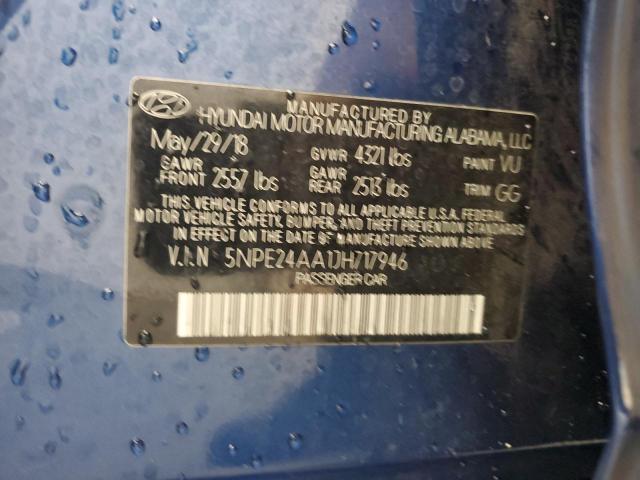 MANUFACTURED BY
HYUNDAI MOTOR MANUFACTURING ALABAMA, LLC
May/29/18 GVWR 4321 lbs PAINT VU
GAWR FRONT 2557 lbs GAWR REAR 2513 lbs TRIM GG
THIS VEHICLE CONFORMS TO ALL APPLICABLE U.S.A. FEDERAL
MOTOR VEHICLE SAFETY, BUMPER, AND THEFT PREVENTION STANDARDS
IN EFFECT ON THE DATE OF MANUFACTURE SHOWN ABOVE.
V.I.N 5NPE24AA1JH717946
PASSENGER CAR